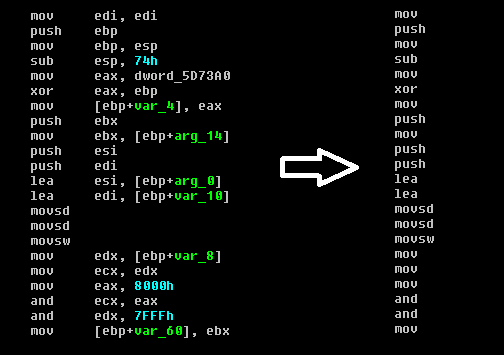 mov edi, edi
push ebp
mov ebp, esp
sub esp, 74h
mov eax, dword_5D73A0
xor eax, ebp
mov [ebp+var_4], eax
push ebx
mov ebx, [ebp+arg_14]
push esi
push edi
lea esi, [ebp+arg_0]
lea edi, [ebp+var_10]
movsd
movsd
movsw
mov edx, [ebp+var_8]
mov ecx, edx
mov eax, 8000h
and ecx, eax
and edx, 7FFFh
mov [ebp+var_60], ebx
mov
push
mov
sub
mov
xor
mov
push
mov
push
push
lea
lea
movsd
movsd
movsw
mov
mov
mov
and
and
mov